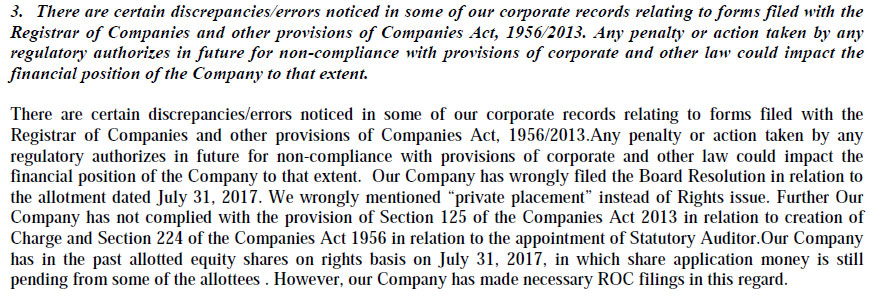 3. There are certain discrepancies/errors noticed in some of our corporate records relating to forms filed with the
Registrar of Companies and other provisions of Companies Act, 1956/2013. Any penalty or action taken by any
regulatory authorizes in future for non-compliance with provisions of corporate and other law could impact the
financial position of the Company to that extent.
There are certain discrepancies/errors noticed in some of our corporate records relating to forms filed with the
Registrar of Companies and other provisions of Companies Act, 1956/2013.Any penalty or action taken by any
regulatory authorizes in future for non-compliance with provisions of corporate and other law could impact the
financial position of the Company to that extent. Our Company has wrongly filed the Board Resolution in relation to
the allotment dated July 31, 2017. We wrongly mentioned “private placement” instead of Rights issue. Further Our
Company has not complied with the provision of Section 125 of the Companies Act 2013 in relation to creation of
Charge and Section 224 of the Companies Act 1956 in relation to the appointment of Statutory Auditor.Our Company
has in the past allotted equity shares on rights basis on July 31, 2017, in which share application money is still
pending from some of the allottees . However, our Company has made necessary ROC filings in this regard.